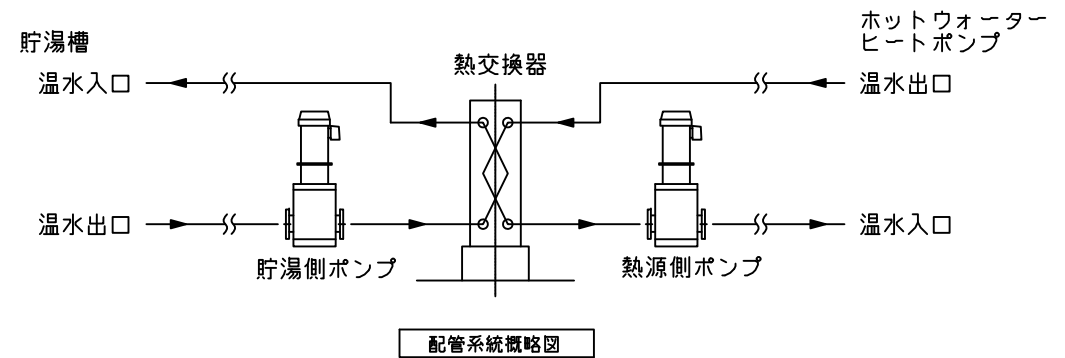 貯湯槽
温水入口
熱交換器
ホットウォーター
ヒートポンプ
温水出口
温水出口
貯湯側ポンプ
熱源側ポンプ
温水入口
配管系統概略図